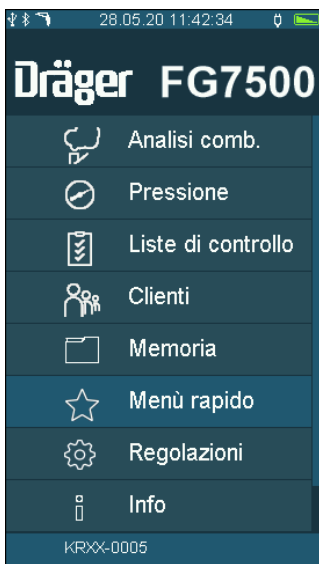 28.05.20 11:42:34
Dräger FG7500
Analisi comb.
Pressione
Liste di controllo
Clienti
Memoria
Menù rapido
Regolazioni
Info
KRXX-0005